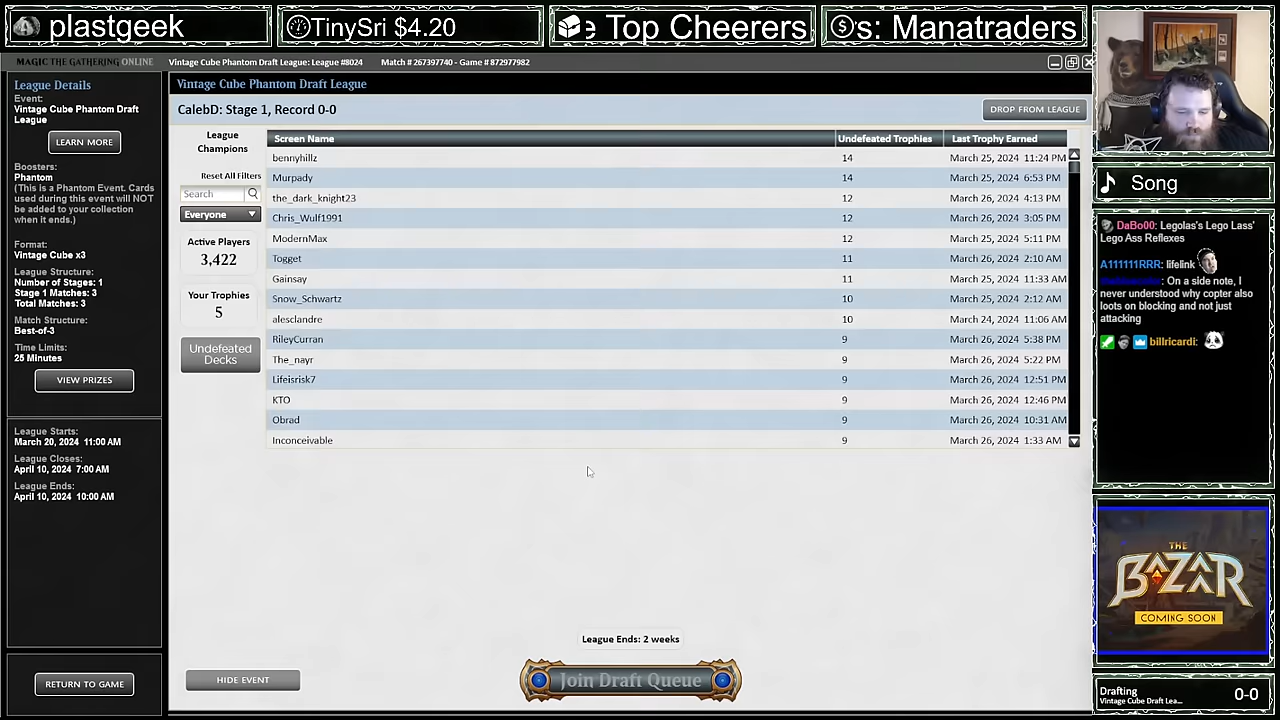 plastgeek
TinySri $4.20
e Top Cheerers
s: Manatraders
MAGIC THE GATHERING ONLINE
Vintage Cube Phantom Draft League: League #8024
Match # 267397740 - Game # 872977982
League Details
Event:
Vintage Cube Phantom Draft
League
LEARN MORE
Boosters:
Phantom
(This is a Phantom Event. Cards
used during this event will NOT
be added to your collection
when it ends.)
Format:
Vintage Cube x3
League Structure:
Number of Stages: 1
Stage 1 Matches: 3
Total Matches: 3
Match Structure:
Best-of-3
Time Limits:
25 Minutes
VIEW PRIZES
League Starts:
March 20, 2024 11:00 AM
League Closes:
April 10, 2024 7:00 AM
League Ends:
April 10, 2024 10:00 AM
RETURN TO GAME
Vintage Cube Phantom Draft League
CalebD: Stage 1, Record 0-0
DROP FROM LEAGUE
League
Champions
Reset All Filters
Search
Everyone
Active Players
3,422
Your Trophies
5
Undefeated
Decks
Screen Name Undefeated Trophies Last Trophy Earned
bennyhillz 14 March 25, 2024 11:24 PM
Murpady 14 March 25, 2024 6:53 PM
the_dark_knight23 12 March 26, 2024 4:13 PM
Chris_Wulf1991 12 March 26, 2024 3:05 PM
ModernMax 12 March 25, 2024 5:11 PM
Togget 11 March 26, 2024 2:10 AM
Gainsay 11 March 25, 2024 11:33 AM
Snow_Schwartz 10 March 25, 2024 2:12 AM
alesclandre 10 March 24, 2024 11:06 AM
RileyCurran 9 March 26, 2024 5:38 PM
The_nayr 9 March 26, 2024 5:22 PM
Lifeisrisk7 9 March 26, 2024 12:51 PM
KTO 9 March 26, 2024 12:46 PM
Obrad 9 March 26, 2024 10:31 AM
Inconceivable 9 March 26, 2024 1:33 AM
League Ends: 2 weeks
HIDE EVENT
Join Draft Queue
Song
DaBo00: Legolas's Lego Lass'
Lego Ass Reflexes
A111111RRR: lifelink
: On a side note, I
never understood why copter also
loots on blocking and not just
attacking
billricardi:
THE
BAZAAR
COMING SOON
Drafting
Vintage Cube Draft Lea...
0-0